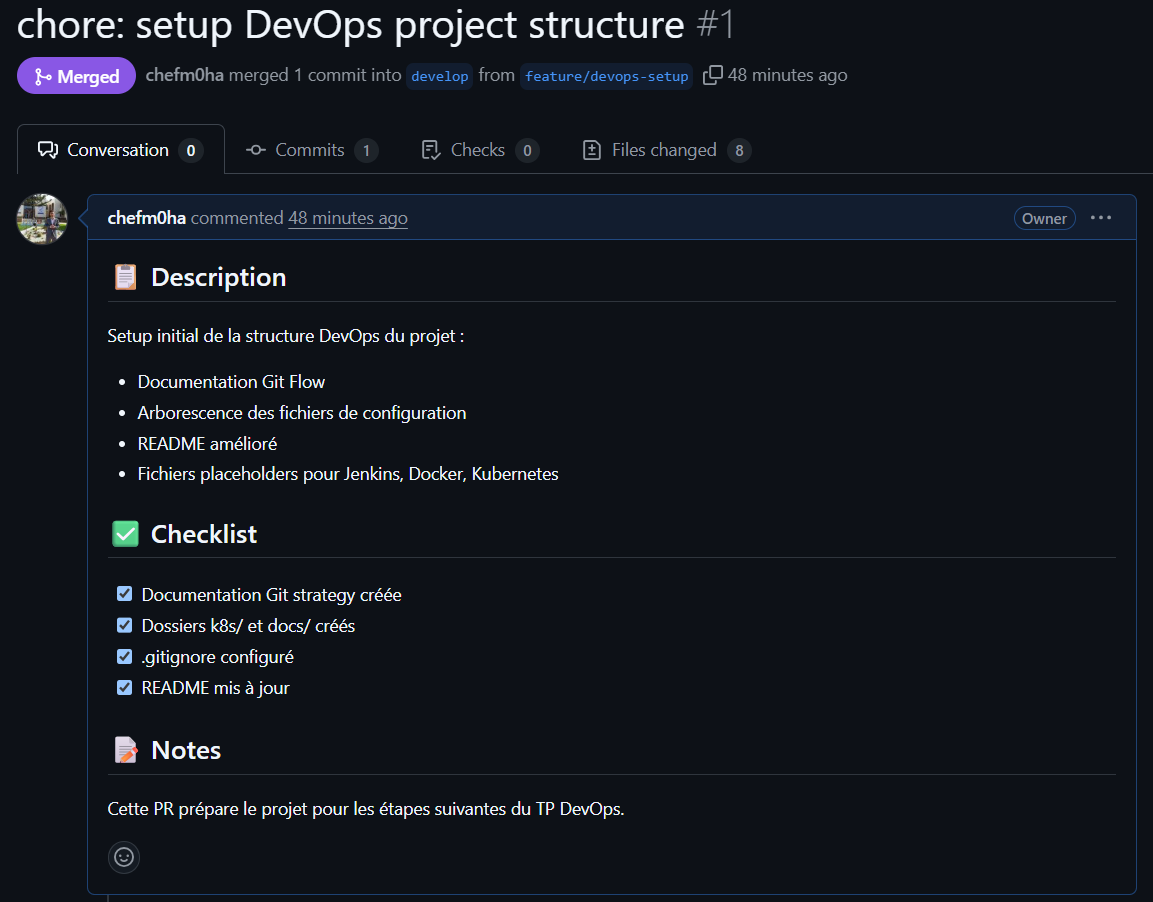 chore: setup DevOps project structure #1
Merged chefm0ha merged 1 commit into develop from feature/devops-setup 48 minutes ago
Conversation 0 Commits 1 Checks 0 Files changed 8
chefm0ha commented 48 minutes ago Owner
Description
Setup initial de la structure DevOps du projet :
Documentation Git Flow
Arborescence des fichiers de configuration
README amélioré
Fichiers placeholders pour Jenkins, Docker, Kubernetes
Checklist
Documentation Git strategy créée
Dossiers k8s/ et docs/ créés
.gitignore configuré
README mis à jour
Notes
Cette PR prépare le projet pour les étapes suivantes du TP DevOps.